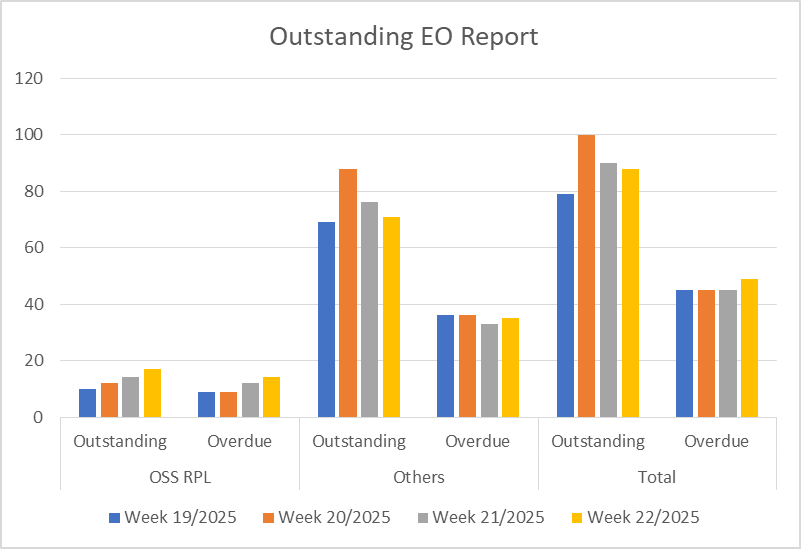 Outstanding EO Report
120
100
80
60
40
20
0
Outstanding Overdue Outstanding Overdue Outstanding Overdue
OSS RPL Others Total
Week 19/2025 Week 20/2025 Week 21/2025 Week 22/2025